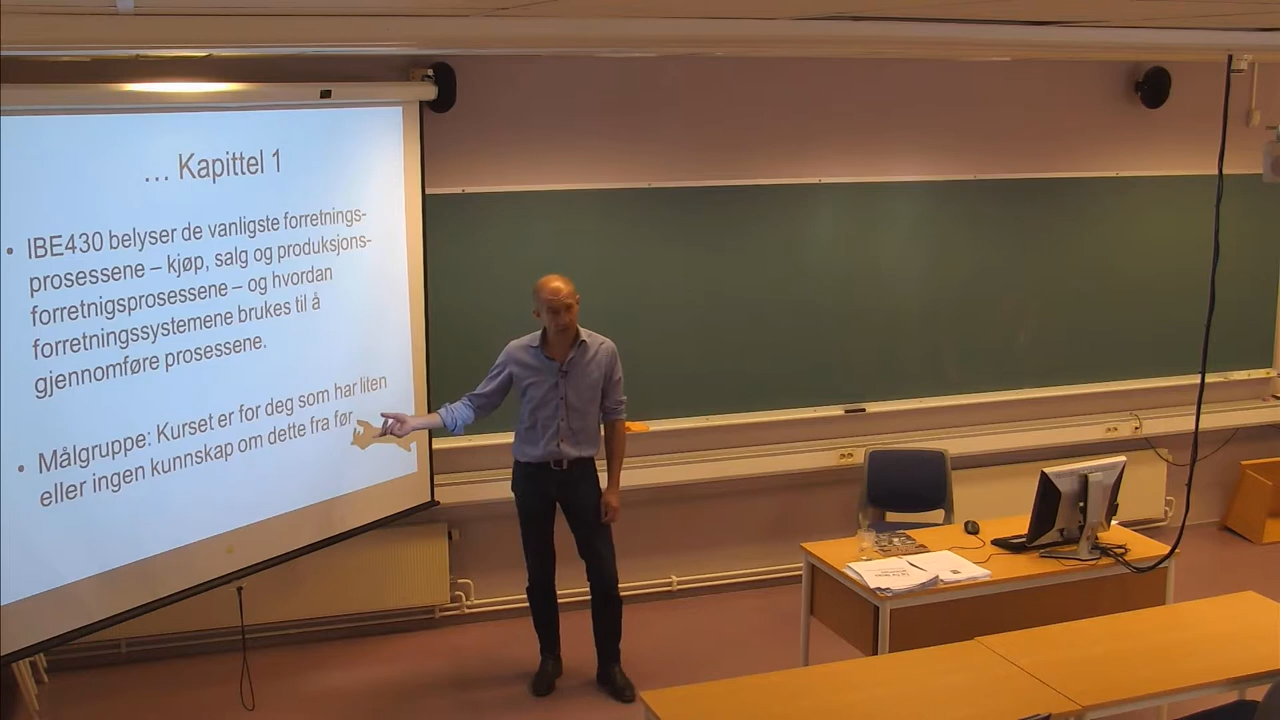 ... Kapittel 1
• IBE430 belyser de vanligste forretnings-
prosessene – kjøp, salg og produksjons-
forretnigsprosessene – og hvordan
forretningssystemene brukes til å
gjennomføre prosessene.
• Målgruppe: Kurset er for deg som har liten
eller ingen kunnskap om dette fra før